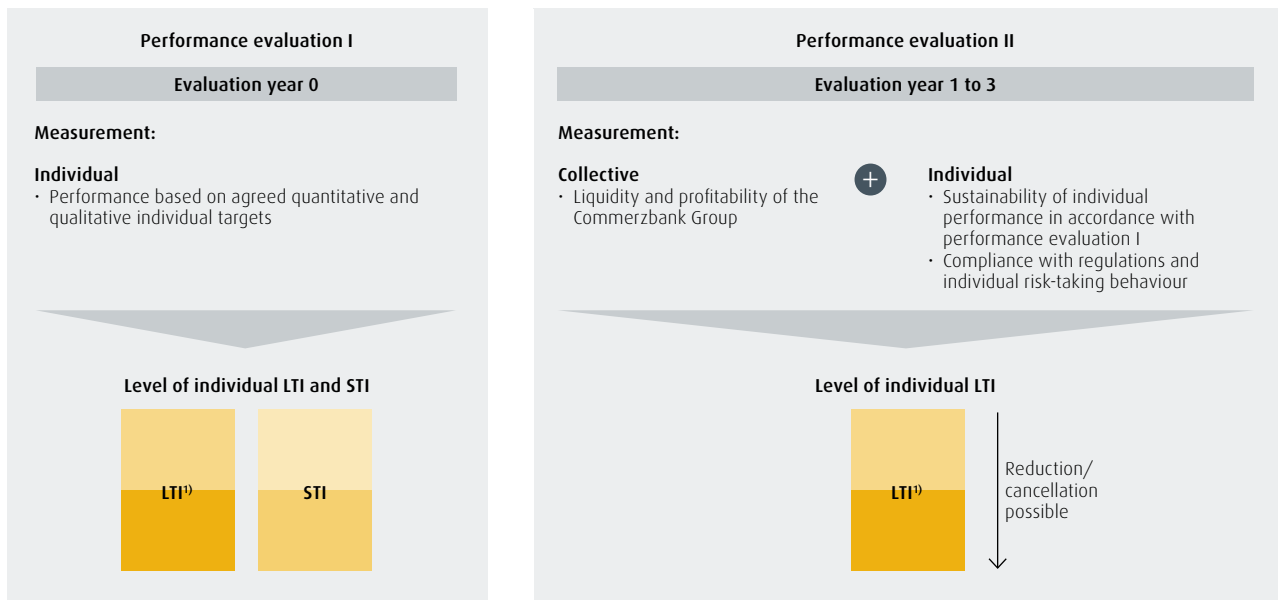 Performance evaluation I
Evaluation year 0
Measurement:
Individual
· Performance based on agreed quantitative and
qualitative individual targets
Level of individual LTI and STI
LTI¹⁾
STI
Performance evaluation II
Evaluation year 1 to 3
Measurement:
Collective
· Liquidity and profitability of the
Commerzbank Group
+
Individual
· Sustainability of individual
performance in accordance with
performance evaluation I
· Compliance with regulations and
individual risk-taking behaviour
Level of individual LTI
LTI¹⁾
Reduction/
cancellation
possible